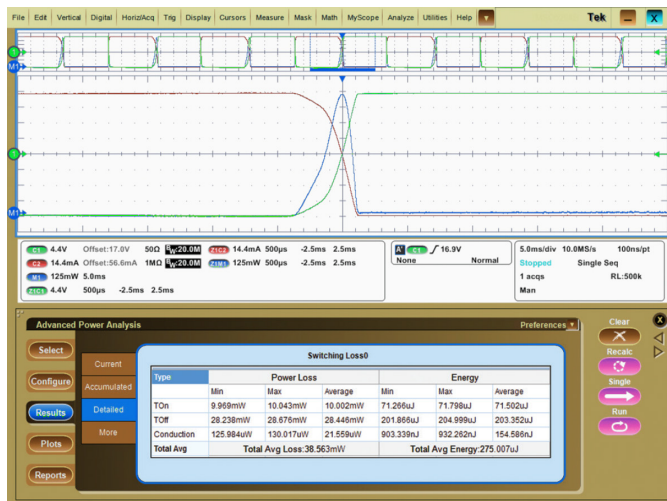 File Edit Vertical Digital Horiz/Acq Trig Display Cursors Measure Mask Math MyScope Analyze Utilities Help Tek X
M1
M1
C1 4.4V Offset:17.0V 50Ω BW:20.0M Z1C2 14.4mA 500µs -2.5ms 2.5ms
C2 14.4mA Offset:56.6mA 1MΩ BW:20.0M Z1M1 125mW 500µs -2.5ms 2.5ms
M1 125mW 5.0ms
Z1C1 4.4V 500µs -2.5ms 2.5ms
A' C1 16.9V
None Normal
5.0ms/div 10.0MS/s 100ns/pt
Stopped Single Seq
1 acqs RL:500k
Man
Advanced Power Analysis Preferences
Clear X
Select
Configure
Results
Plots
Reports
Current
Accumulated
Detailed
More
Switching Loss0
Type Power Loss Energy
Min Max Average Min Max Average
TOn 9.969mW 10.043mW 10.002mW 71.266uJ 71.798uJ 71.502uJ
TOff 28.238mW 28.676mW 28.446mW 201.866uJ 204.999uJ 203.352uJ
Conduction 125.984uW 130.017uW 21.559uW 903.339nJ 932.262nJ 154.586nJ
Total Avg Total Avg Loss:38.563mW Total Avg Energy:275.007uJ
Recalc
Single
Run